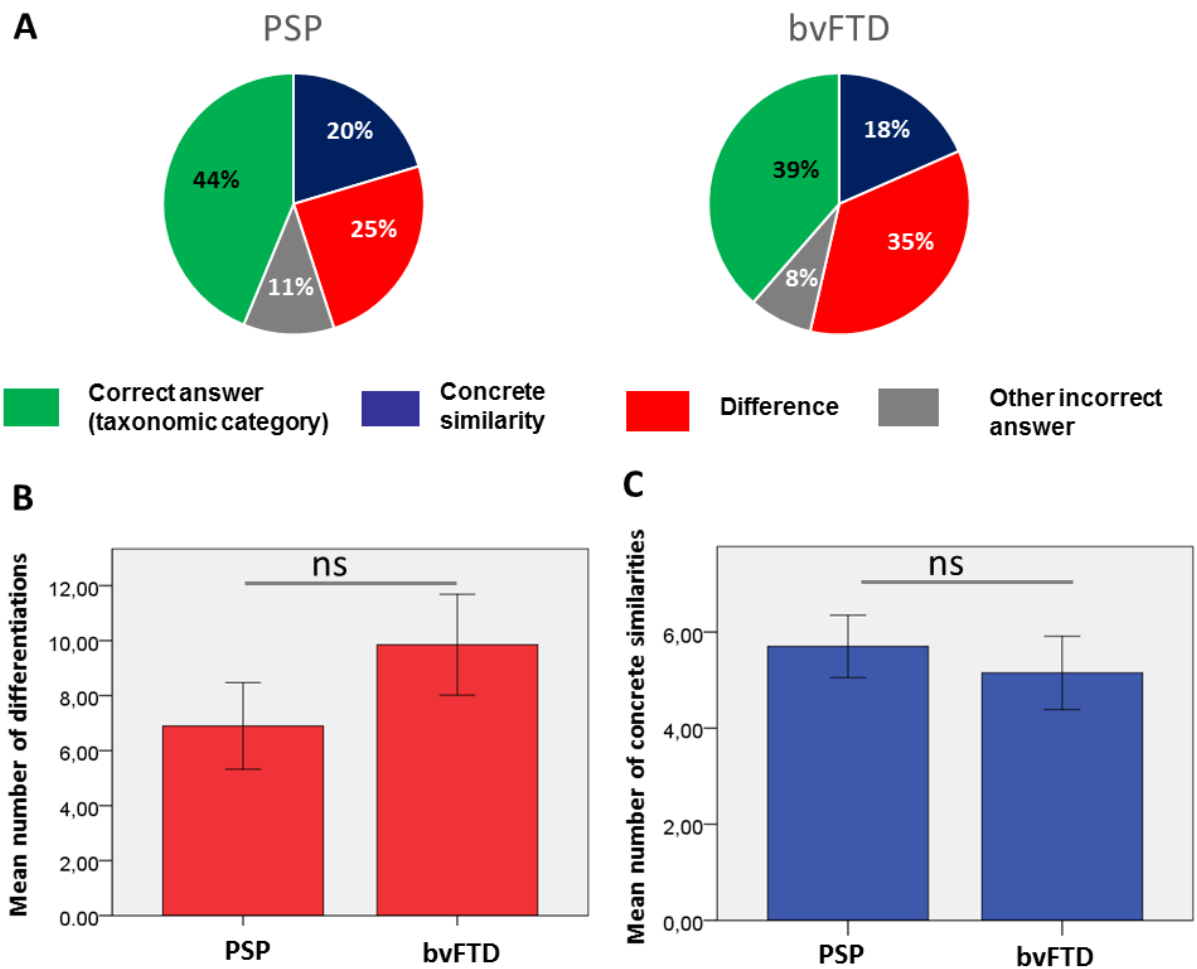 A
PSP
bvFTD
20%
44%
25%
11%
18%
39%
35%
8%
Correct answer
(taxonomic category)
Concrete
similarity
Difference
Other incorrect
answer
B
Mean number of differentiations
12,00
10,00
8,00
6,00
4,00
2,00
0.00
ns
PSP
bvFTD
C
Mean number of concrete similarities
6,00
4,00
2,00
0,00
ns
PSP
bvFTD